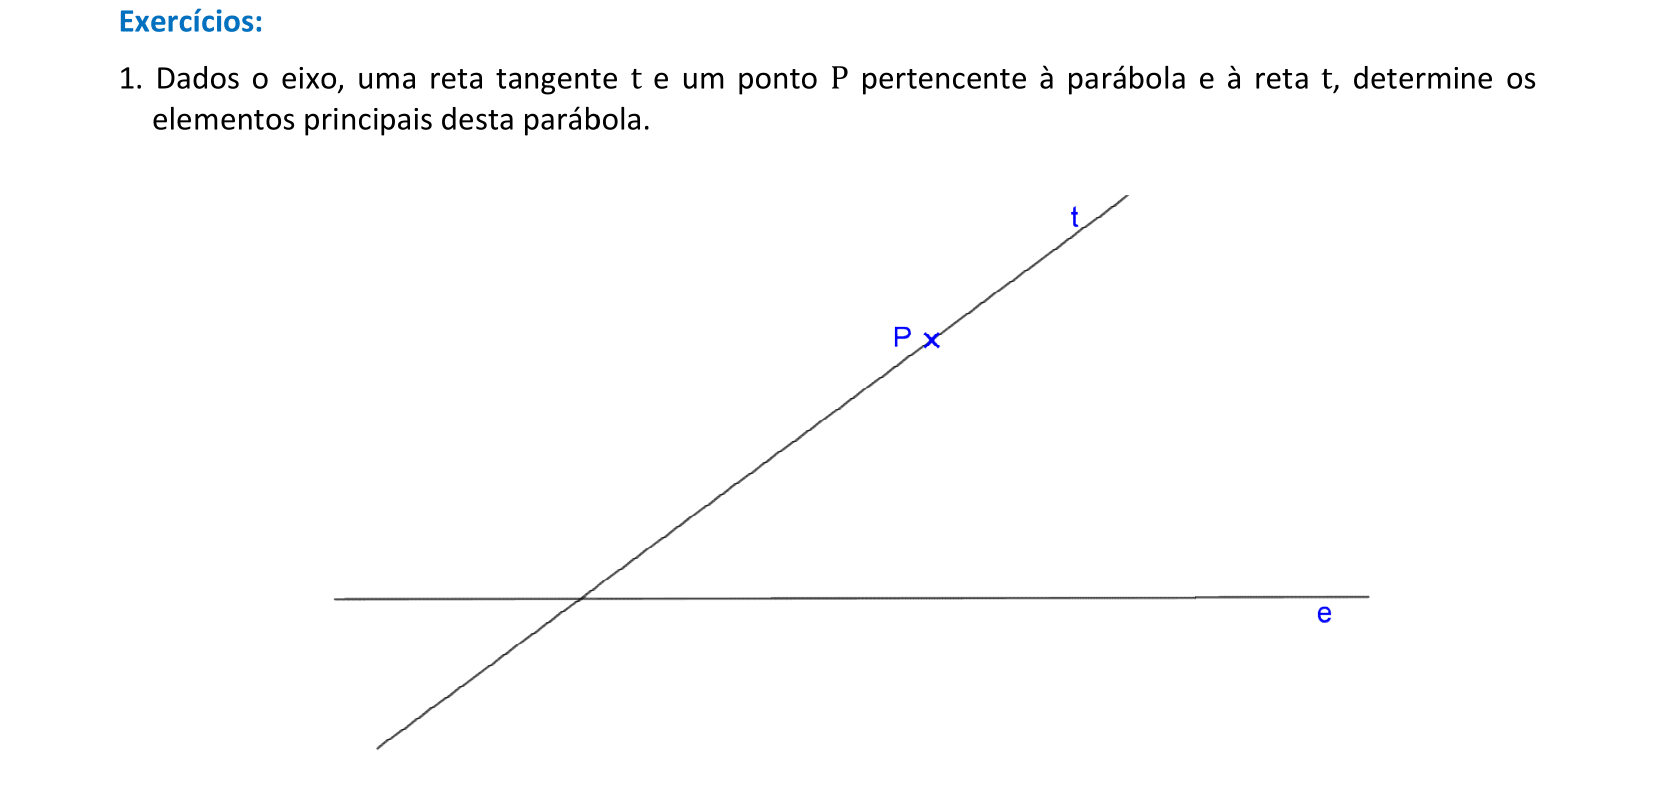 Exercícios:
1. Dados o eixo, uma reta tangente t e um ponto P pertencente à parábola e à reta t, determine os
elementos principais desta parábola.
t
P
e